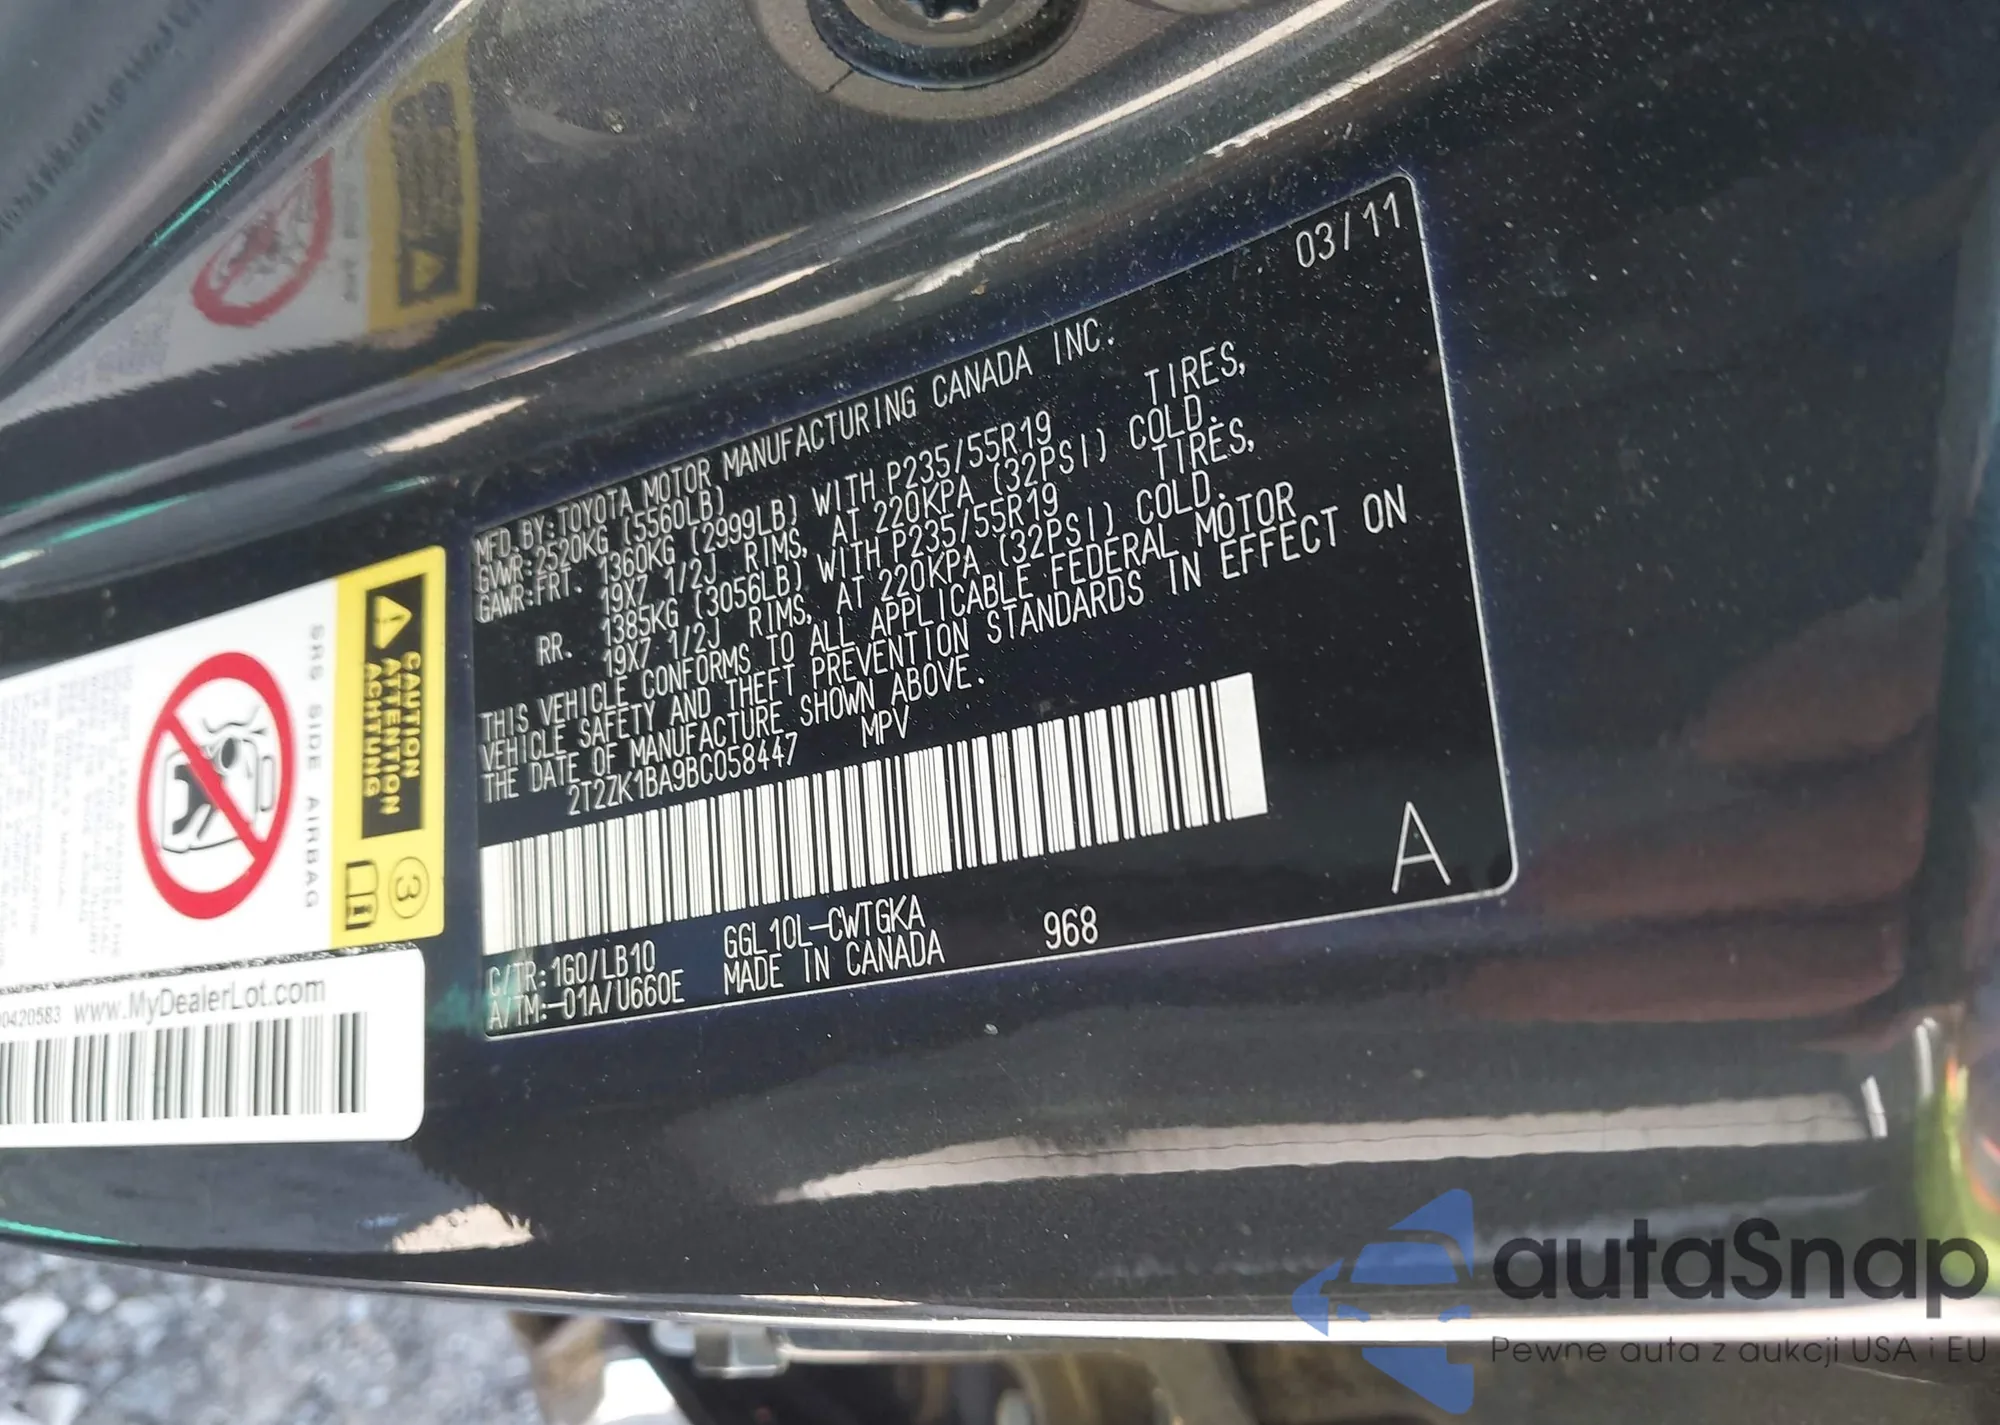 03/11
MFD.BY:TOYOTA MOTOR MANUFACTURING CANADA INC.
GVWR:2520KG (5560LB)
GAWR:FRT. 1360KG (2999LB) WITH P235/55R19 TIRES,
19X7 1/2J RIMS, AT 220KPA (32PSI) COLD.
RR. 1385KG (3056LB) WITH P235/55R19 TIRES,
19X7 1/2J RIMS, AT 220KPA (32PSI) COLD.
THIS VEHICLE CONFORMS TO ALL APPLICABLE FEDERAL MOTOR
VEHICLE SAFETY AND THEFT PREVENTION STANDARDS IN EFFECT ON
THE DATE OF MANUFACTURE SHOWN ABOVE.
2T2ZK1BA9BC058447 MPV
C/TR:1G0/LB10 GGL10L-CWTGKA 968
A/TM:-01A/U660E MADE IN CANADA
A
CAUTION
ATTENTION
ACHTUNG
3
SRS SIDE AIRBAG
00420583 www.MyDealerLot.com
autaSnap
Pewne auta z aukcji USA i EU